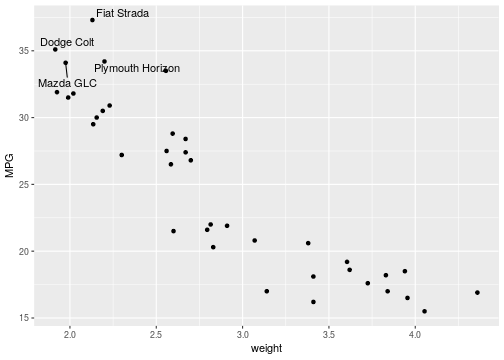 Fiat Strada
Dodge Colt
Plymouth Horizon
Mazda GLC
MPG
35
30
25
20
15
2.0 2.5 3.0 3.5 4.0
weight